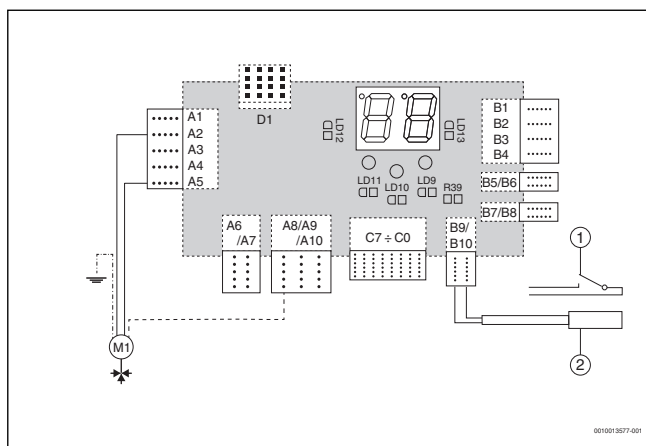 D1
A1
A2
A3
A4
A5
LD12
LD13
B1
B2
B3
B4
LD11
LD10
LD9
R39
B5/B6
B7/B8
A6
/A7
A8/A9
/A10
C7÷C0
B9/
B10
1
M1
2
0010013577-001